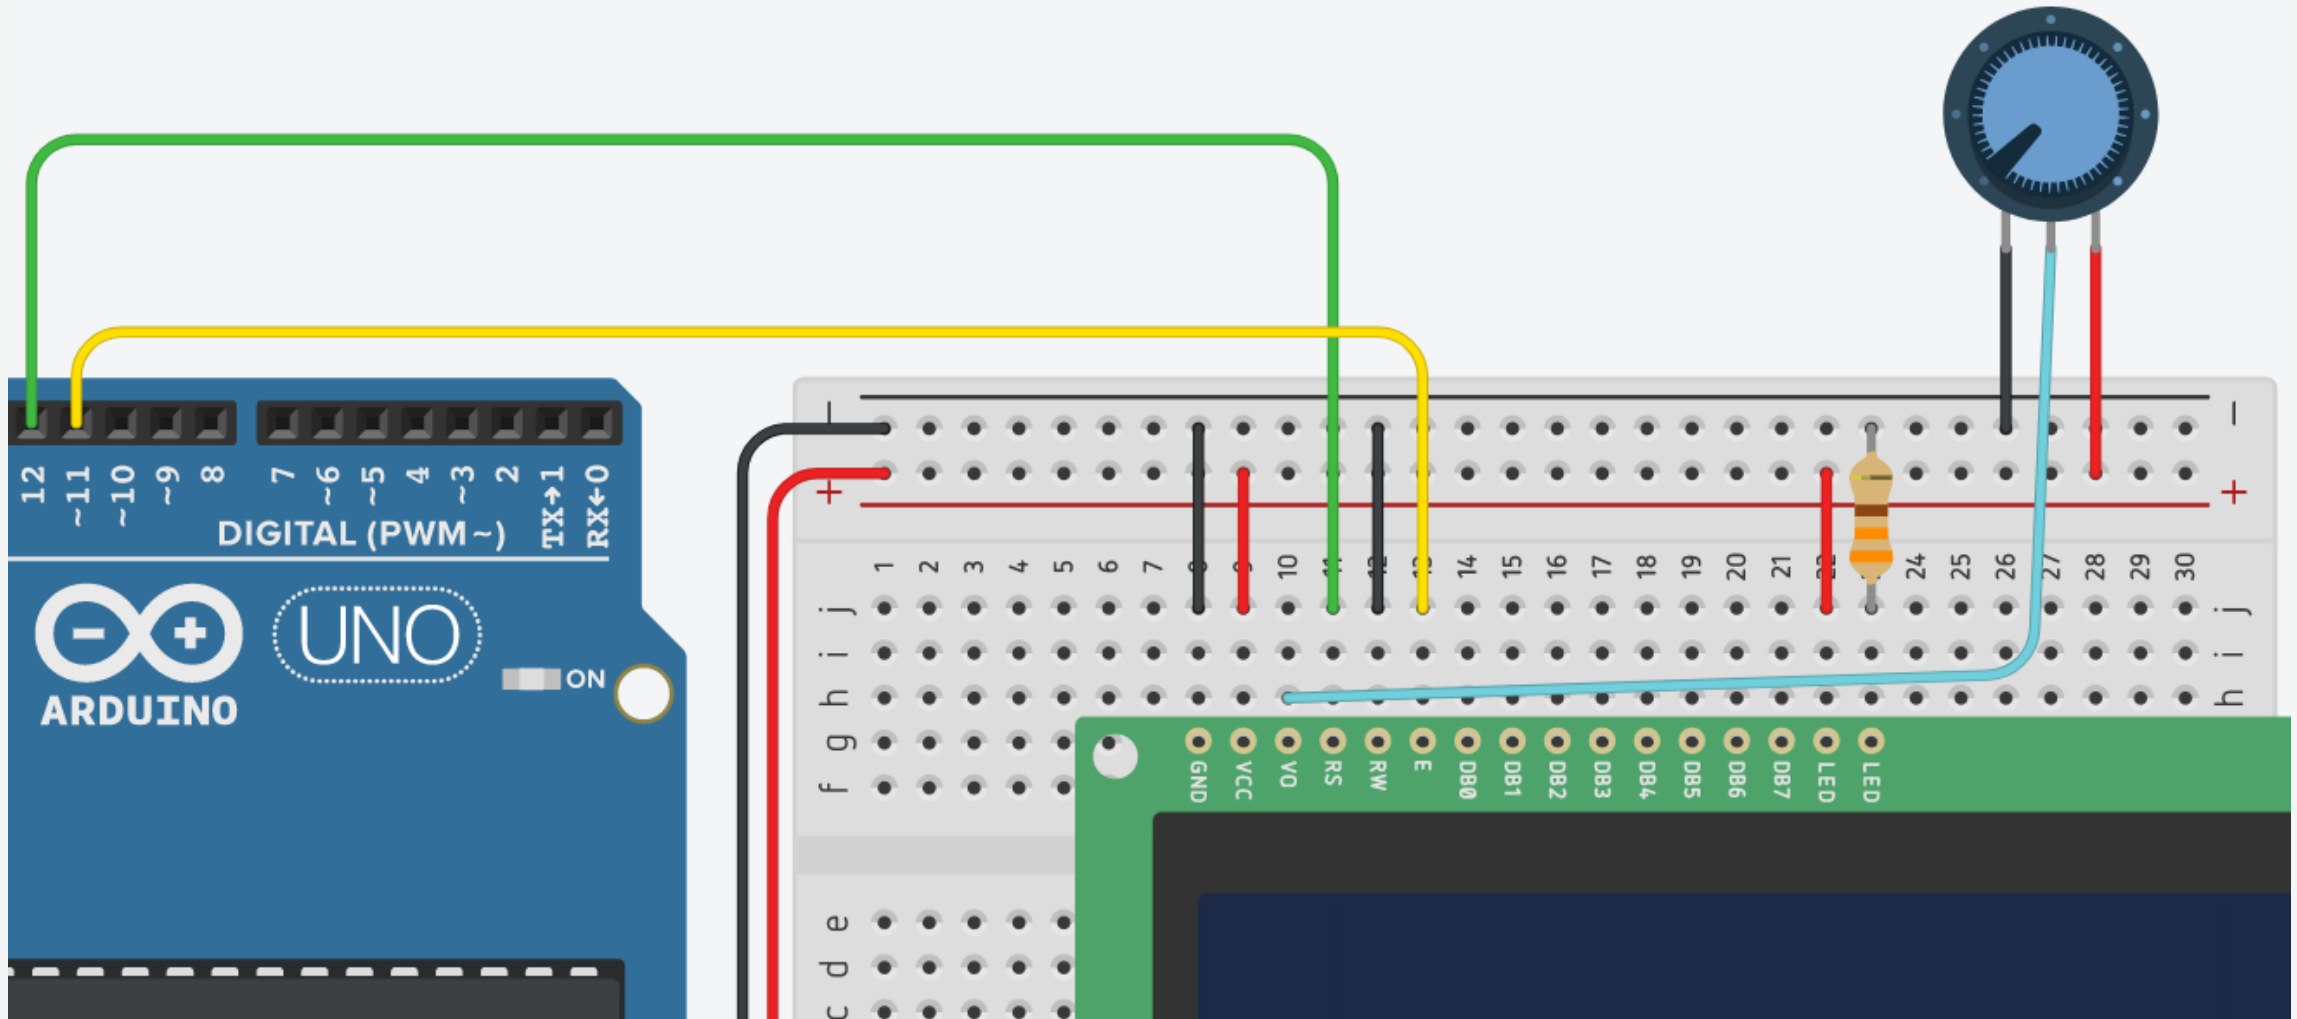 12 ~11 ~10 ~9 8 7 ~6 ~5 4 ~3 2 TX→1 RX←0
DIGITAL (PWM~)
UNO
ON
ARDUINO
− −
+ +
1 2 3 4 5 6 7 10 14 15 16 17 18 19 20 21 24 25 26 27 28 29 30
j j
i i
h h
g
f
e
d
c
GND VCC VO RS RW E DB0 DB1 DB2 DB3 DB4 DB5 DB6 DB7 LED LED